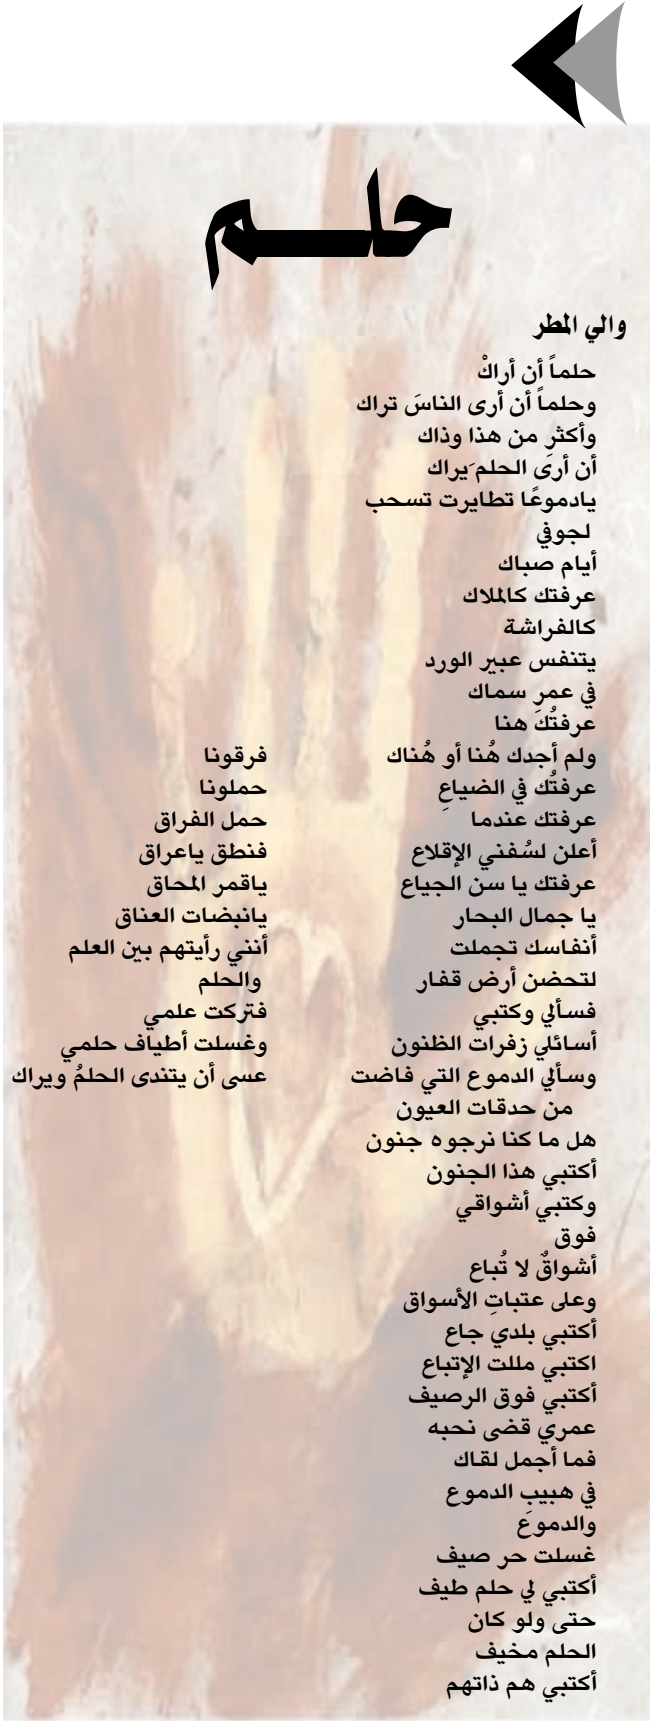 حلـــم
والي المطر
حلماً أن أراكْ
وحلماً أن أرى الناسَ تراك
وأكثرِ من هذا وذاك
أن أرى الحلم َيراك
يادموعًا تطايرت تسحب
لجوفي
أيام صباك
عرفتك كالملاك
كالفراشة
يتنفس عبير الورد
في عمرِ سماك
عرفتُكَ هنا
ولم أجدك هُنا أو هُناك
عرفتُك في الضياعِ
عرفتك عندما
أعلن لسُفني الإقلاع
عرفتك يا سن الجياع
يا جمال البحار
أنفاسك تجملت
لتحضن أرض قفار
فسألي وكتبي
أسائلي زفرات الظنون
وسألي الدموع التي فاضت
من حدقات العيون
هل ما كنا نرجوه جنون
أكتبي هذا الجنون
وكتبي أشواقي
فوق
أشواقٌ لا تُباع
وعلى عتباتِ الأسواق
أكتبي بلدي جاع
اكتبي مللت الإتباع
أكتبي فوق الرصيف
عمري قضى نحبه
فما أجمل لقاك
في هبيبِ الدموع
والدموع
غسلت حر صيف
أكتبي لي حلم طيف
حتى ولو كان
الحلم مخيف
أكتبي هم ذاتهم
فرقونا
حملونا
حمل الفراق
فنطق ياعراق
ياقمر المحاق
يانبضات العناق
أنني رأيتهم بين العلم
والحلم
فتركت علمي
وغسلت أطياف حلمي
عسى أن يتندى الحلمُ ويراك